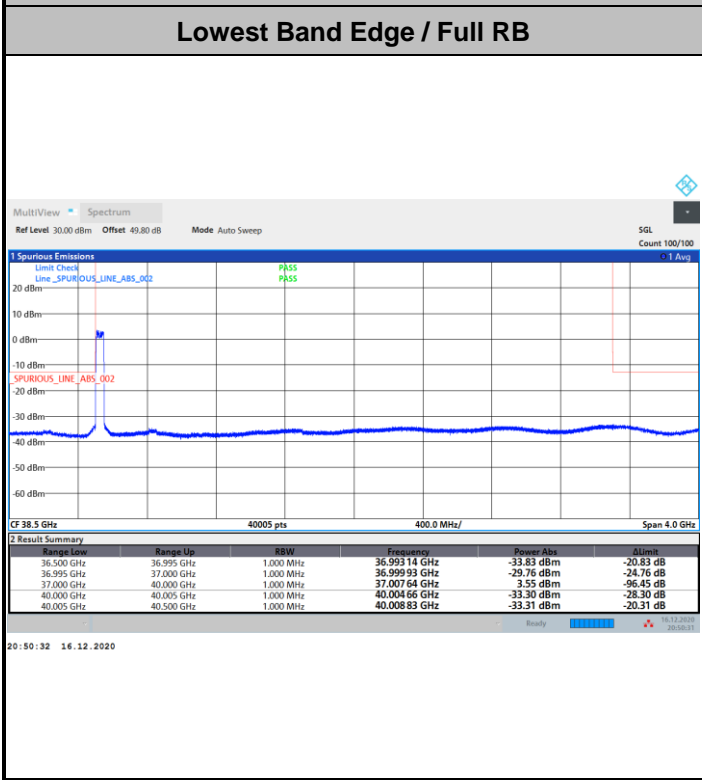 Lowest Band Edge / Full RB
MultiView Spectrum
Ref Level 30.00 dBm Offset 49.80 dB Mode Auto Sweep SGL
Count 100/100
1 Spurious Emissions 1 Avg
Limit Check PASS
Line _SPURIOUS_LINE_ABS_002 PASS
20 dBm
10 dBm
0 dBm
-10 dBm
_SPURIOUS_LINE_ABS_002
-20 dBm
-30 dBm
-40 dBm
-50 dBm
-60 dBm
CF 38.5 GHz 40005 pts 400.0 MHz/ Span 4.0 GHz
2 Result Summary
Range Low Range Up RBW Frequency Power Abs ΔLimit
36.500 GHz 36.995 GHz 1.000 MHz 36.993 14 GHz -33.83 dBm -20.83 dB
36.995 GHz 37.000 GHz 1.000 MHz 36.999 93 GHz -29.76 dBm -24.76 dB
37.000 GHz 40.000 GHz 1.000 MHz 37.007 64 GHz 3.55 dBm -96.45 dB
40.000 GHz 40.005 GHz 1.000 MHz 40.004 66 GHz -33.30 dBm -28.30 dB
40.005 GHz 40.500 GHz 1.000 MHz 40.008 83 GHz -33.31 dBm -20.31 dB
Ready 16.12.2020
20:50:31
20:50:32 16.12.2020